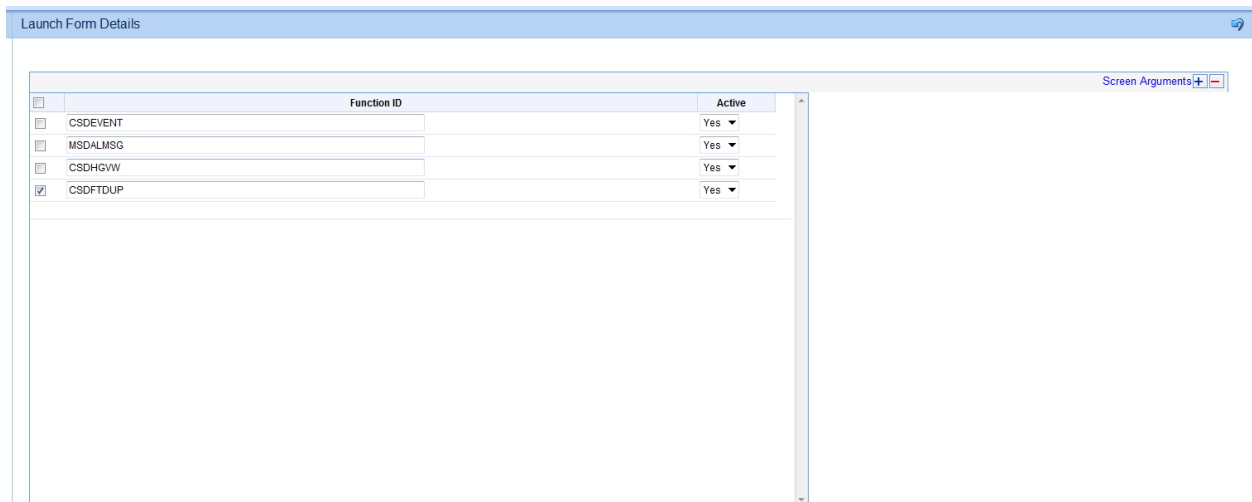 Launch Form Details
Screen Arguments
Function ID Active
CSDEVENT Yes
MSDALMSG Yes
CSDHGVW Yes
CSDFTDUP Yes